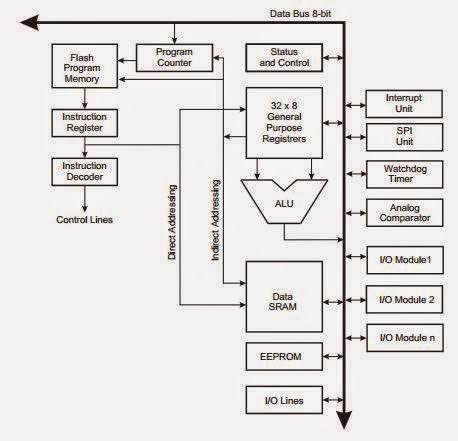 Data Bus 8-bit
Flash
Program
Memory
Program
Counter
Status
and Control
Instruction
Register
32 x 8
General
Purpose
Registrers
Interrupt
Unit
SPI
Unit
Instruction
Decoder
Watchdog
Timer
ALU
Analog
Comparator
Control Lines
Direct Addressing
Indirect Addressing
I/O Module1
Data
SRAM
I/O Module 2
I/O Module n
EEPROM
I/O Lines